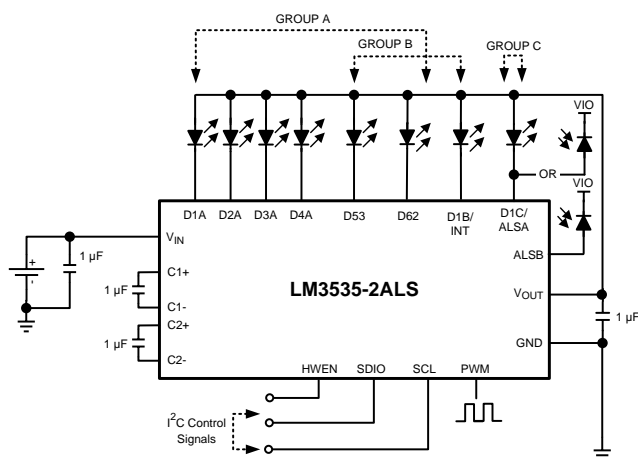 GROUP A
GROUP B
GROUP C
VIO
OR
VIO
D1A D2A D3A D4A D53 D62 D1B/ INT D1C/ ALSA
VIN
ALSB
+
-
1 µF
C1+
1 µF
C1-
LM3535-2ALS
VOUT
C2+
1 µF
C2-
1 µF
GND
HWEN SDIO SCL PWM
I2C Control
Signals